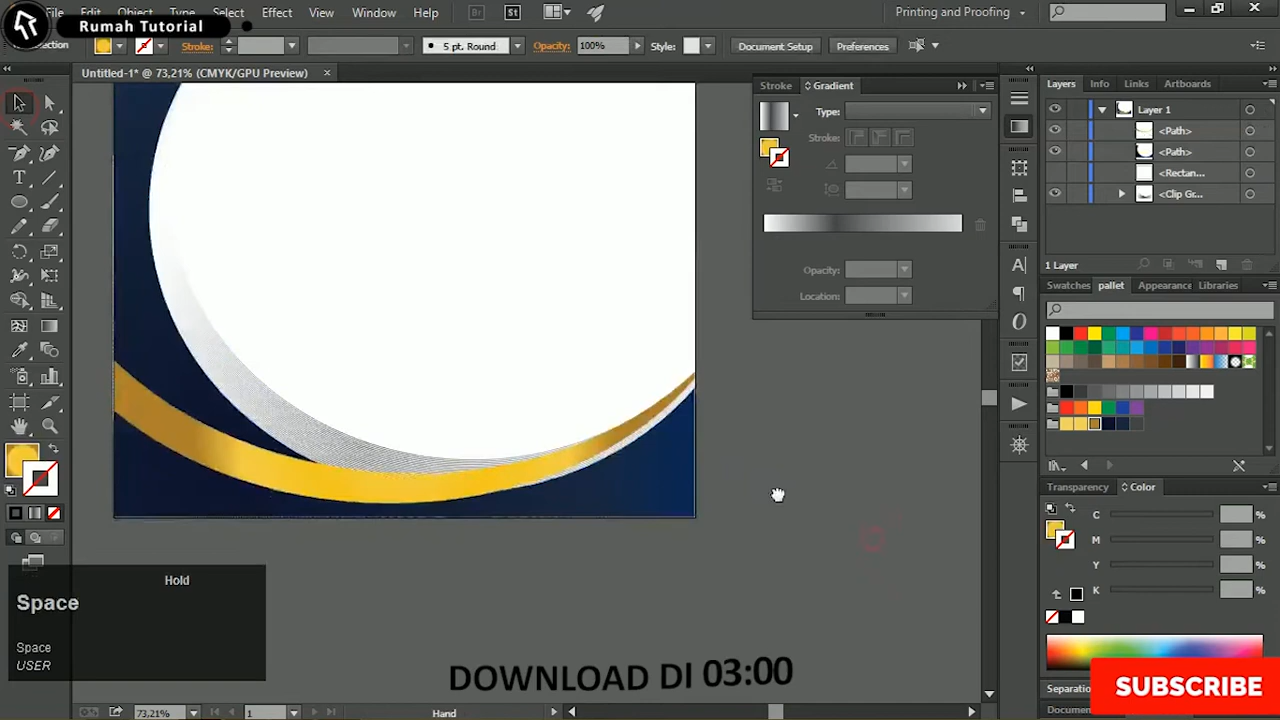 File Edit Object Type Select Effect View Window Help
Br St
Printing and Proofing
Rumah Tutorial
Selection
Stroke:
5 pt. Round
Opacity: 100%
Style:
Document Setup
Preferences
Untitled-1* @ 73,21% (CMYK/GPU Preview)
Stroke Gradient
Type:
Stroke:
Opacity:
Location:
Layers Info Links Artboards
Layer 1
<Path>
<Path>
<Rectan...
<Clip Gr...
1 Layer
Swatches pallet Appearance Libraries
Transparency Color
C %
M %
Y %
K %
Hold
Space
Space
USER
DOWNLOAD DI 03:00
SUBSCRIBE
73,21% 1 Hand